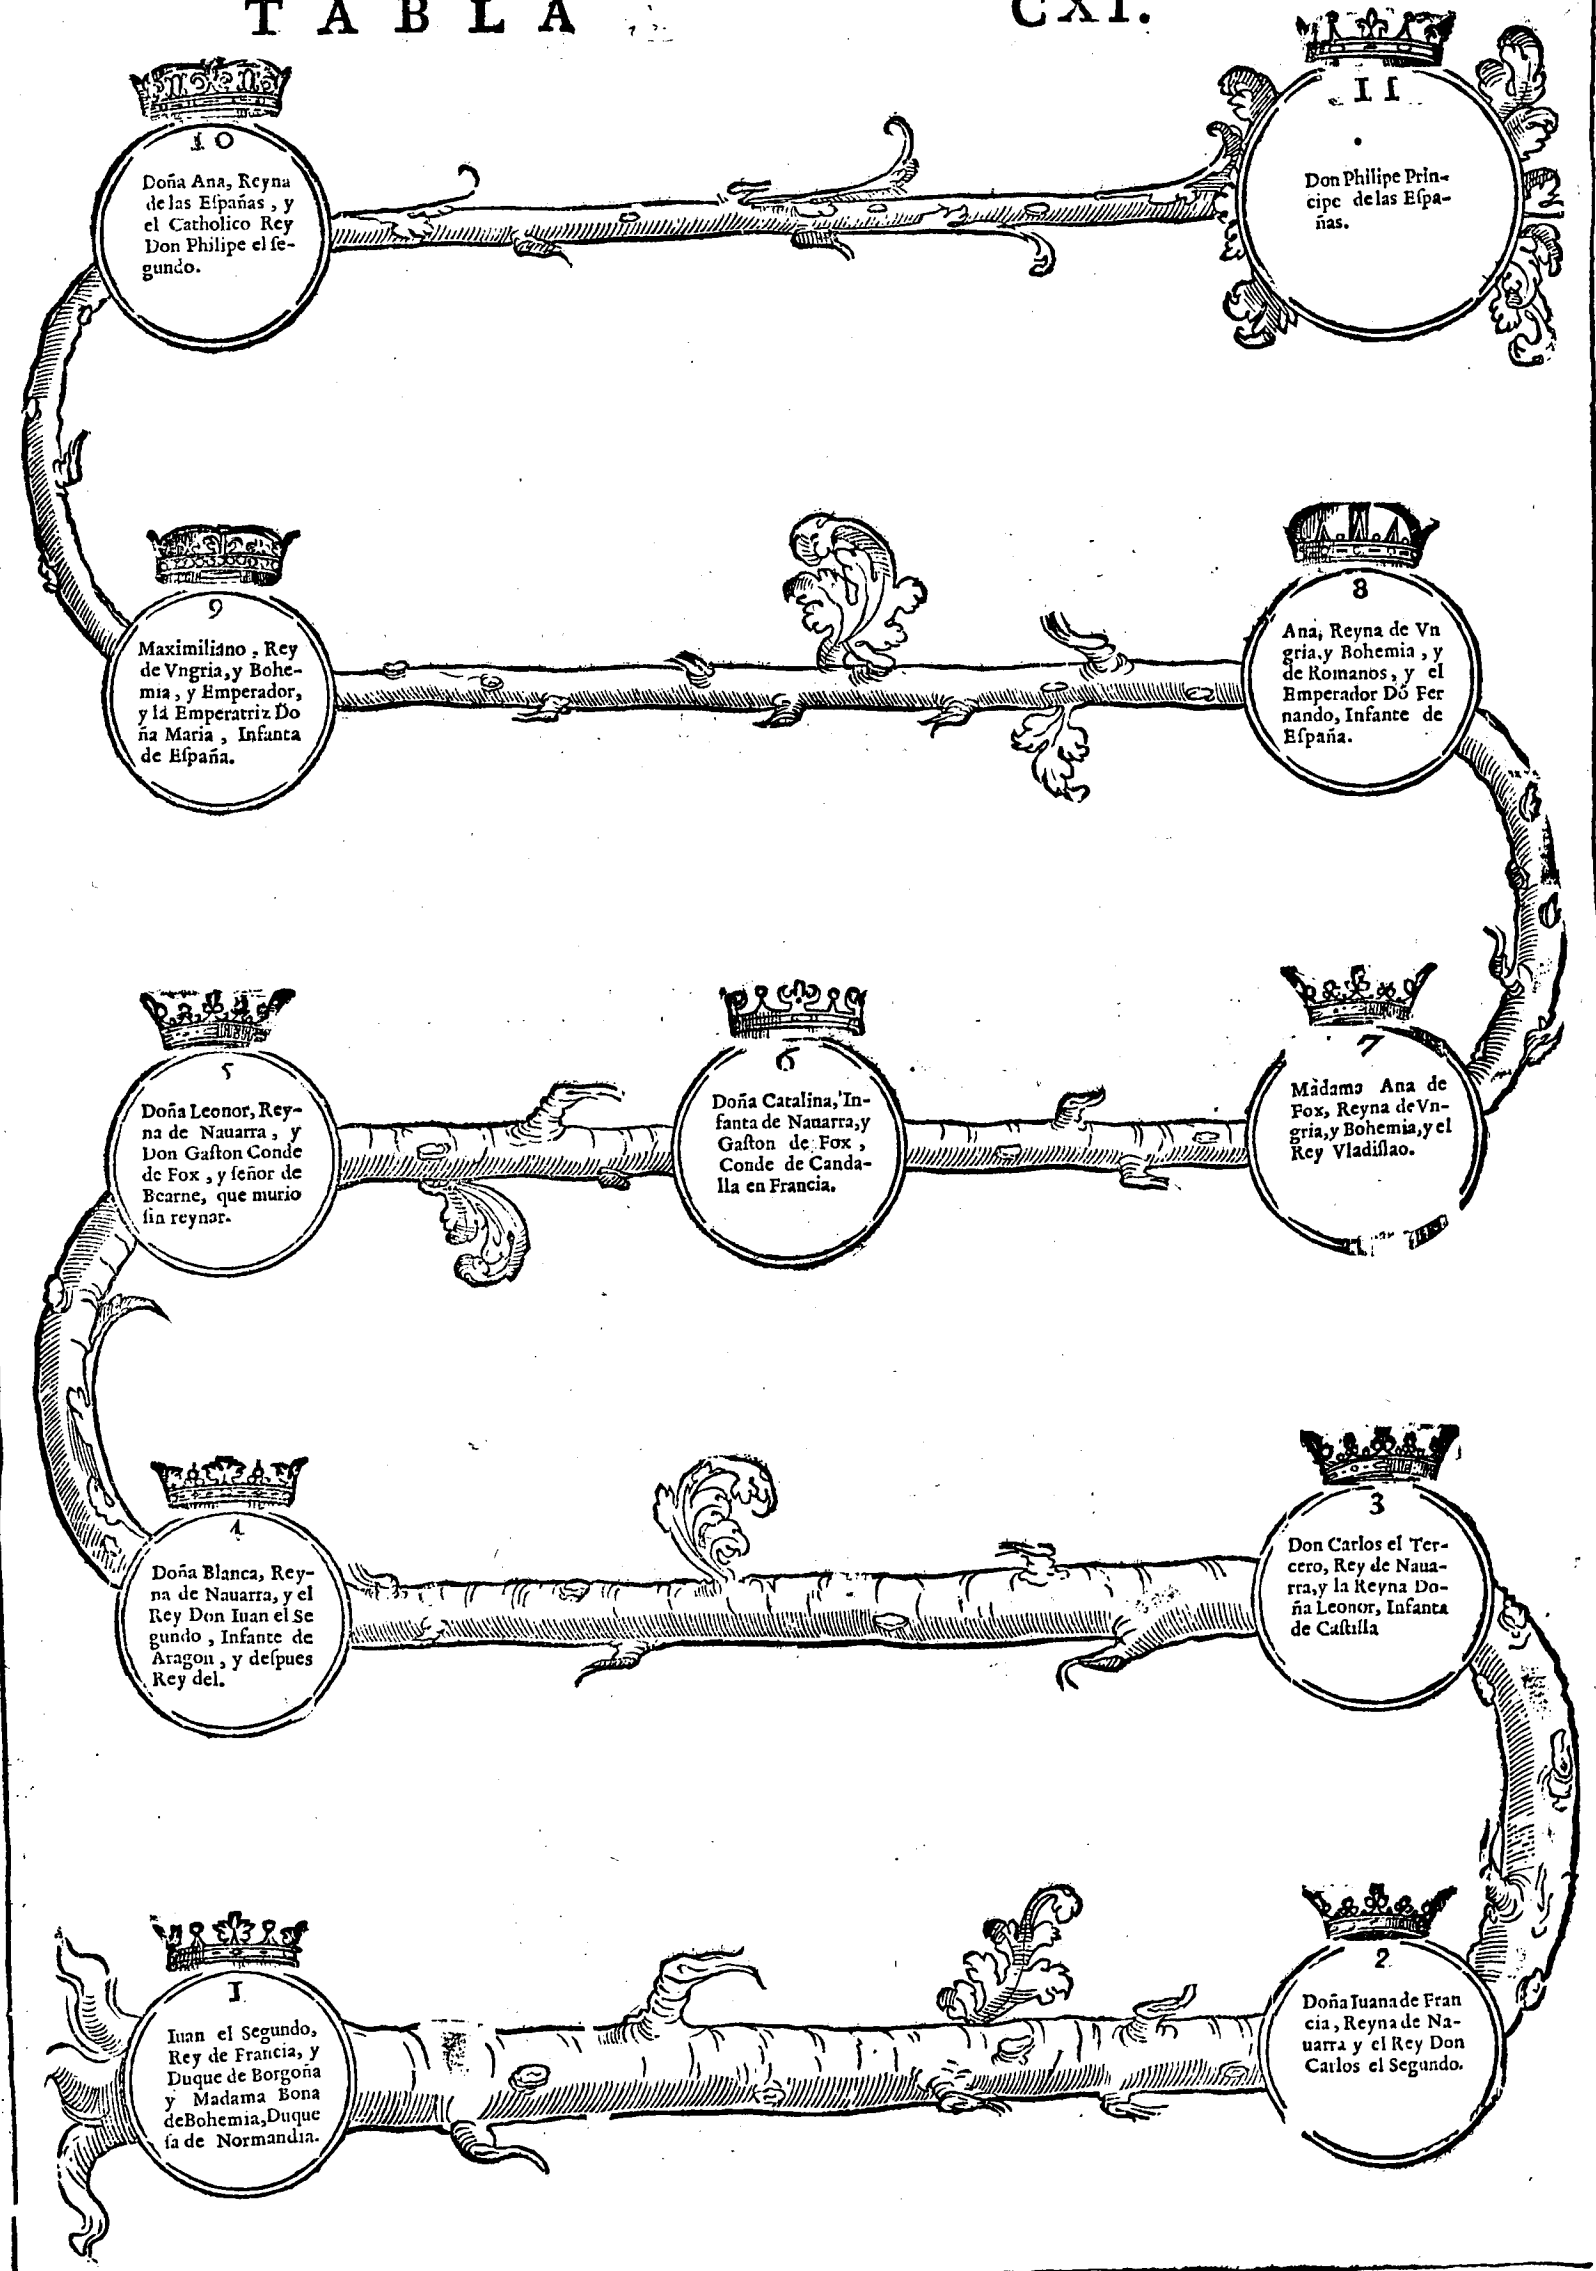 TABLA CXI.
10
Doña Ana, Reyna
de las Eſpañas, y
el Catholico Rey
Don Philipe el ſe-
gundo.
11
Don Philipe Prin-
cipe de las Eſpa-
ñas.
9
Maximiliano, Rey
de Vngria, y Bohe-
mia, y Emperador,
y la Emperatriz Do
ña Maria, Infanta
de Eſpaña.
8
Ana, Reyna de Vn
gria, y Bohemia, y
de Romanos, y el
Emperador Dõ Fer
nando, Infante de
Eſpaña.
5
Doña Leonor, Rey-
na de Nauarra, y
Don Gaſton Conde
de Fox, y ſeñor de
Bearne, que murio
ſin reynar.
6
Doña Catalina, In-
fanta de Nauarra, y
Gaſton de Fox,
Conde de Canda-
lla en Francia.
7
Madama Ana de
Fox, Reyna de Vn-
gria, y Bohemia, y el
Rey Vladiſlao.
4
Doña Blanca, Rey-
na de Nauarra, y el
Rey Don Iuan el Se
gundo, Infante de
Aragon, y deſpues
Rey del.
3
Don Carlos el Ter-
cero, Rey de Naua-
rra, y la Reyna Do-
ña Leonor, Infanta
de Caſtilla
1
Iuan el Segundo,
Rey de Francia, y
Duque de Borgoña
y Madama Bona
de Bohemia, Duque
ſa de Normandia.
2
Doña Iuana de Fran
cia, Reyna de Na-
uarra y el Rey Don
Carlos el Segundo.